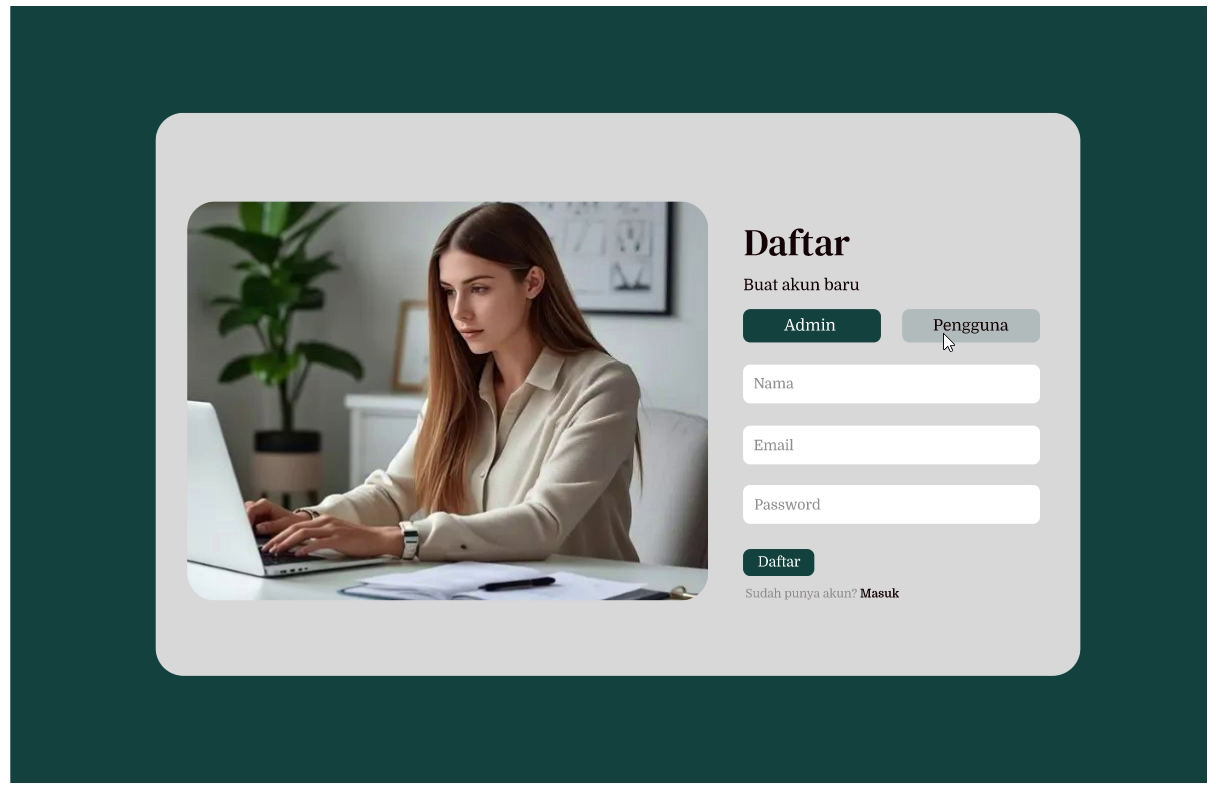 Daftar
Buat akun baru
Admin
Pengguna
Nama
Email
Password
Daftar
Sudah punya akun? Masuk